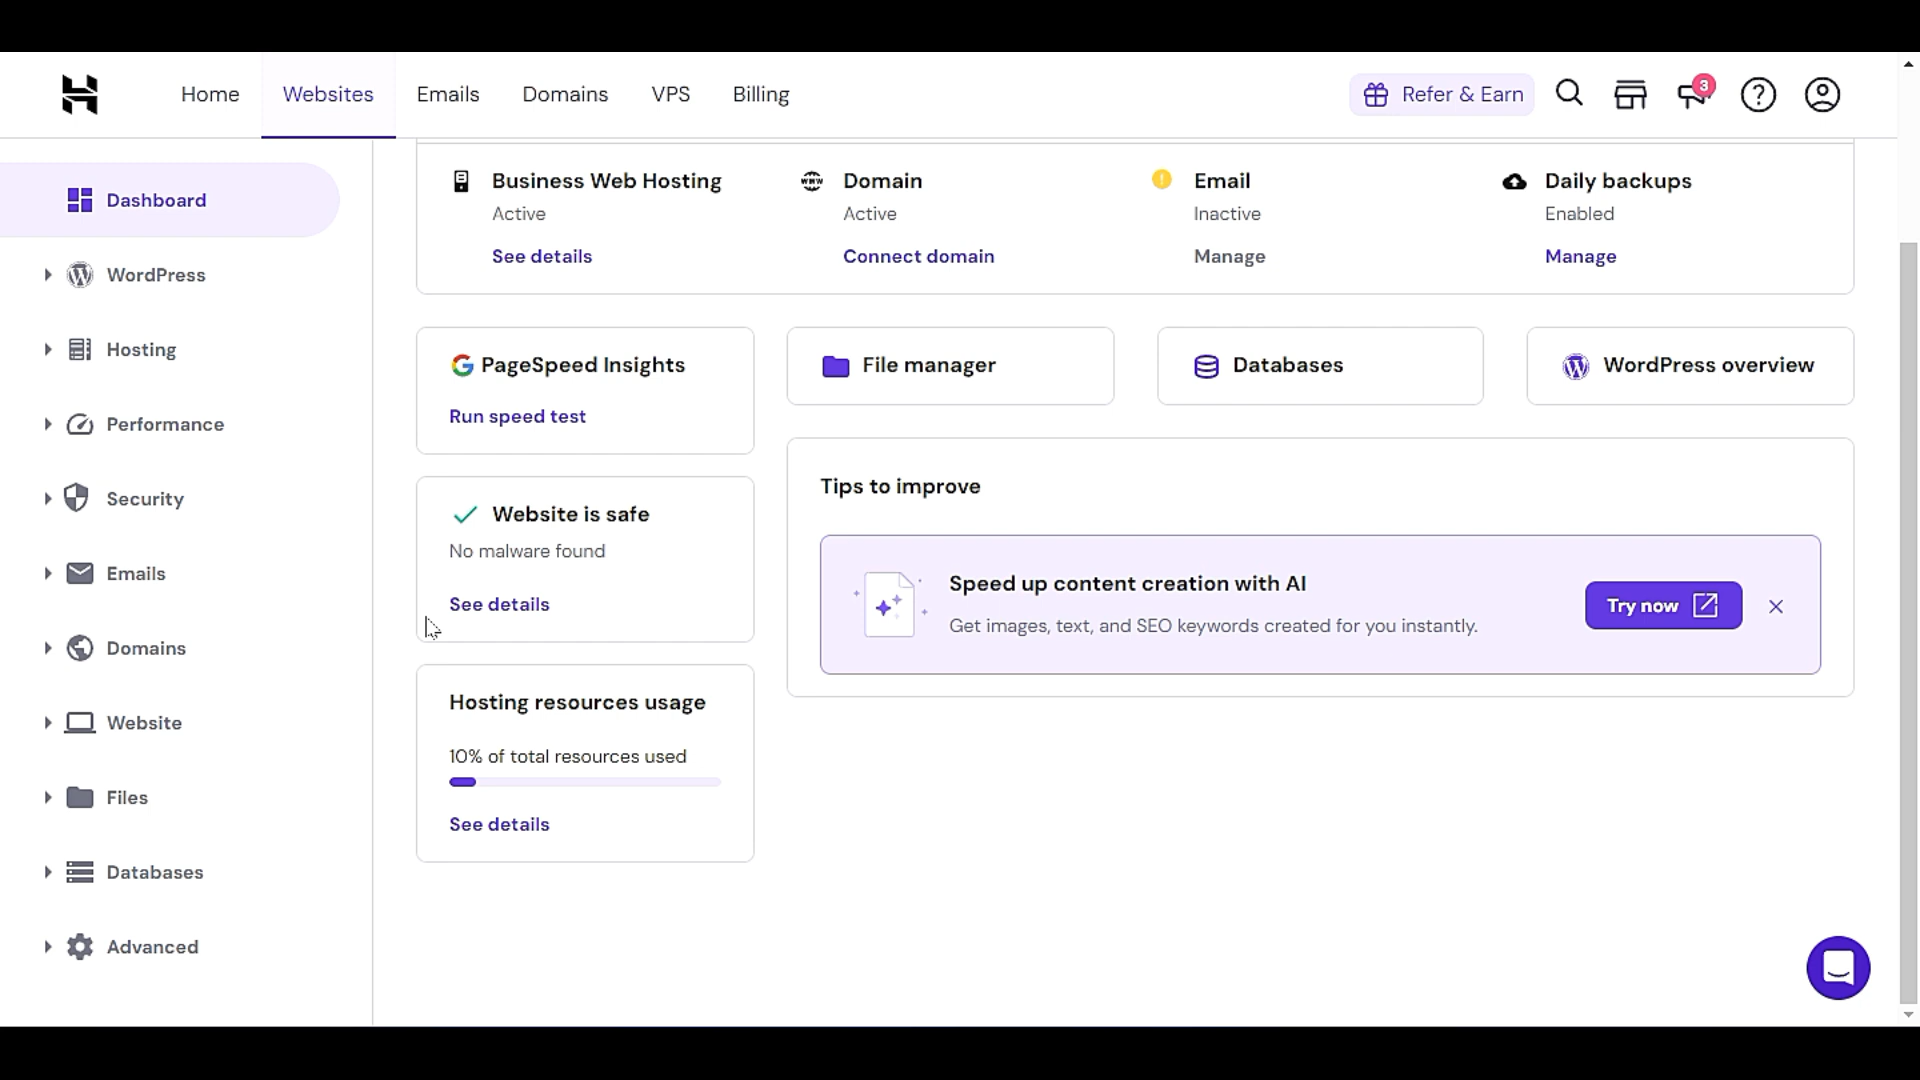 Home Websites Emails Domains VPS Billing Refer & Earn 3
Dashboard
WordPress
Hosting
Performance
Security
Emails
Domains
Website
Files
Databases
Advanced
Business Web Hosting
Active
See details
www
Domain
Active
Connect domain
Email
Inactive
Manage
Daily backups
Enabled
Manage
PageSpeed Insights
Run speed test
File manager
Databases
WordPress overview
Website is safe
No malware found
See details
Tips to improve
Speed up content creation with AI
Get images, text, and SEO keywords created for you instantly.
Try now
Hosting resources usage
10% of total resources used
See details